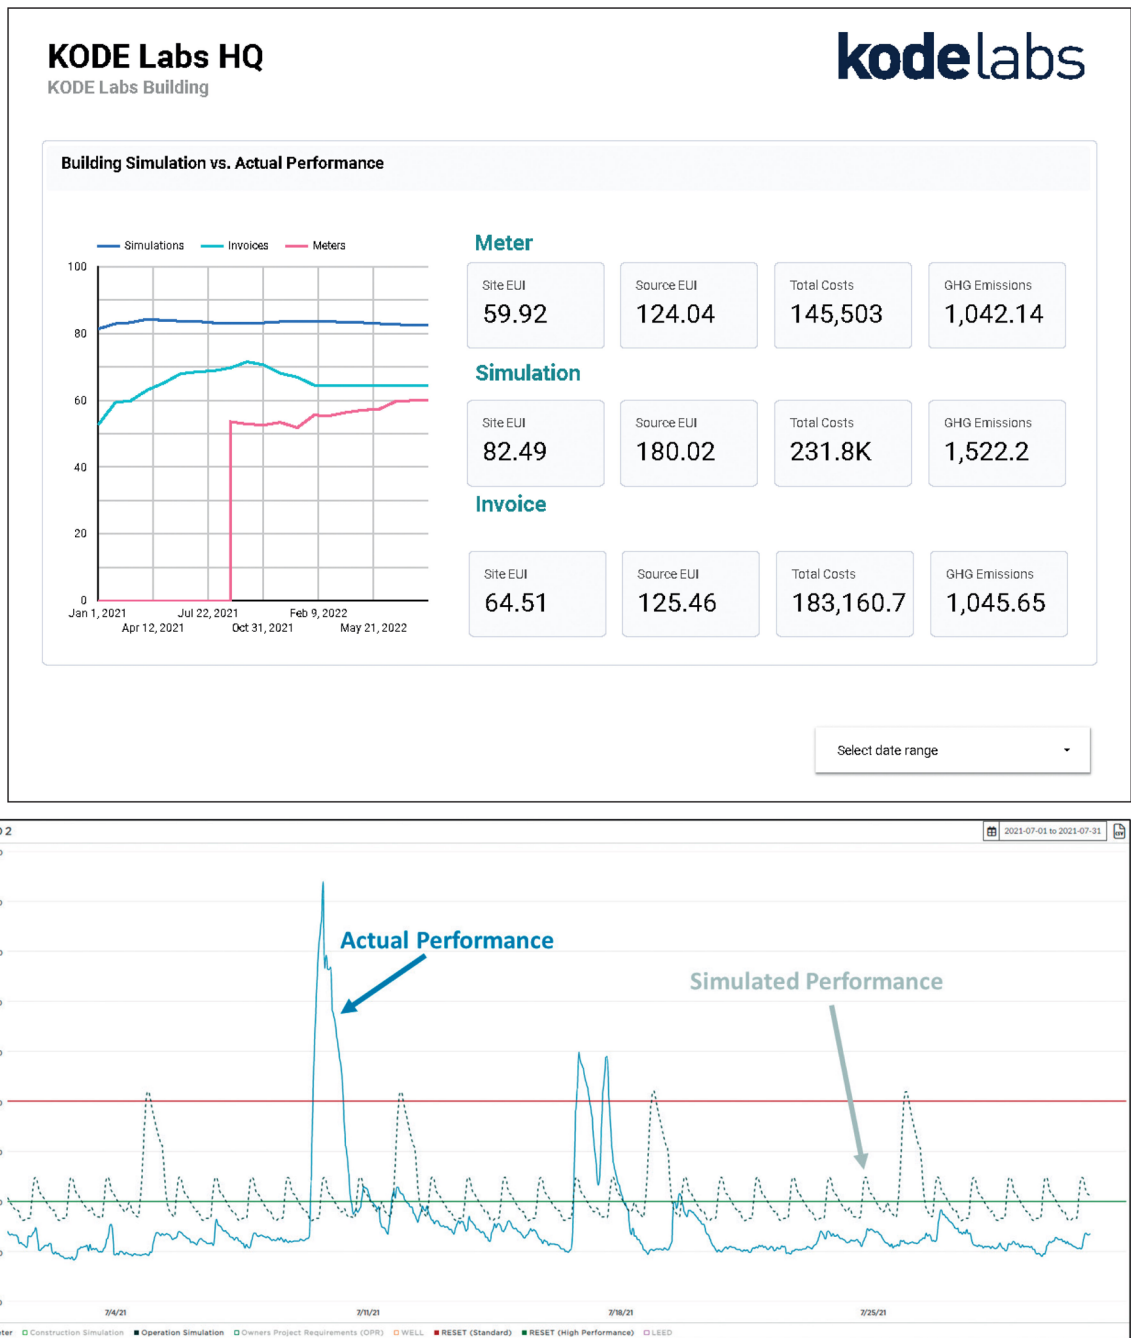 KODE Labs HQ
KODE Labs Building
kodelabs
Building Simulation vs. Actual Performance
Simulations Invoices Meters
100
80
60
40
20
0
Jan 1, 2021 Jul 22, 2021 Feb 9, 2022
Apr 12, 2021 Oct 31, 2021 May 21, 2022
Meter
Site EUI Source EUI Total Costs GHG Emissions
59.92 124.04 145,503 1,042.14
Simulation
Site EUI Source EUI Total Costs GHG Emissions
82.49 180.02 231.8K 1,522.2
Invoice
Site EUI Source EUI Total Costs GHG Emissions
64.51 125.46 183,160.7 1,045.65
Select date range
2
2021-07-01 to 2021-07-31
Actual Performance
Simulated Performance
7/4/21 7/11/21 7/18/21 7/25/21
Construction Simulation Operation Simulation Owners Project Requirements (OPR) WELL RESET (Standard) RESET (High Performance) LEED